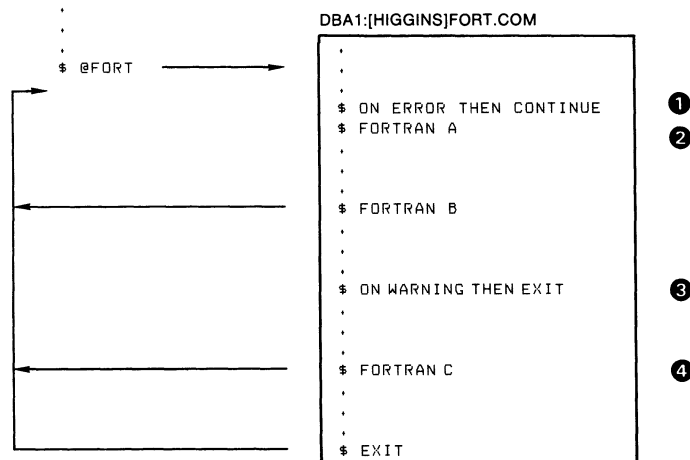 DBA1:[HIGGINS]FORT.COM
.
.
.
$ @FORT
.
.
.
$ ON ERROR THEN CONTINUE 1
$ FORTRAN A 2
.
.
.
$ FORTRAN B
.
.
.
$ ON WARNING THEN EXIT 3
.
.
.
$ FORTRAN C 4
.
.
.
$ EXIT